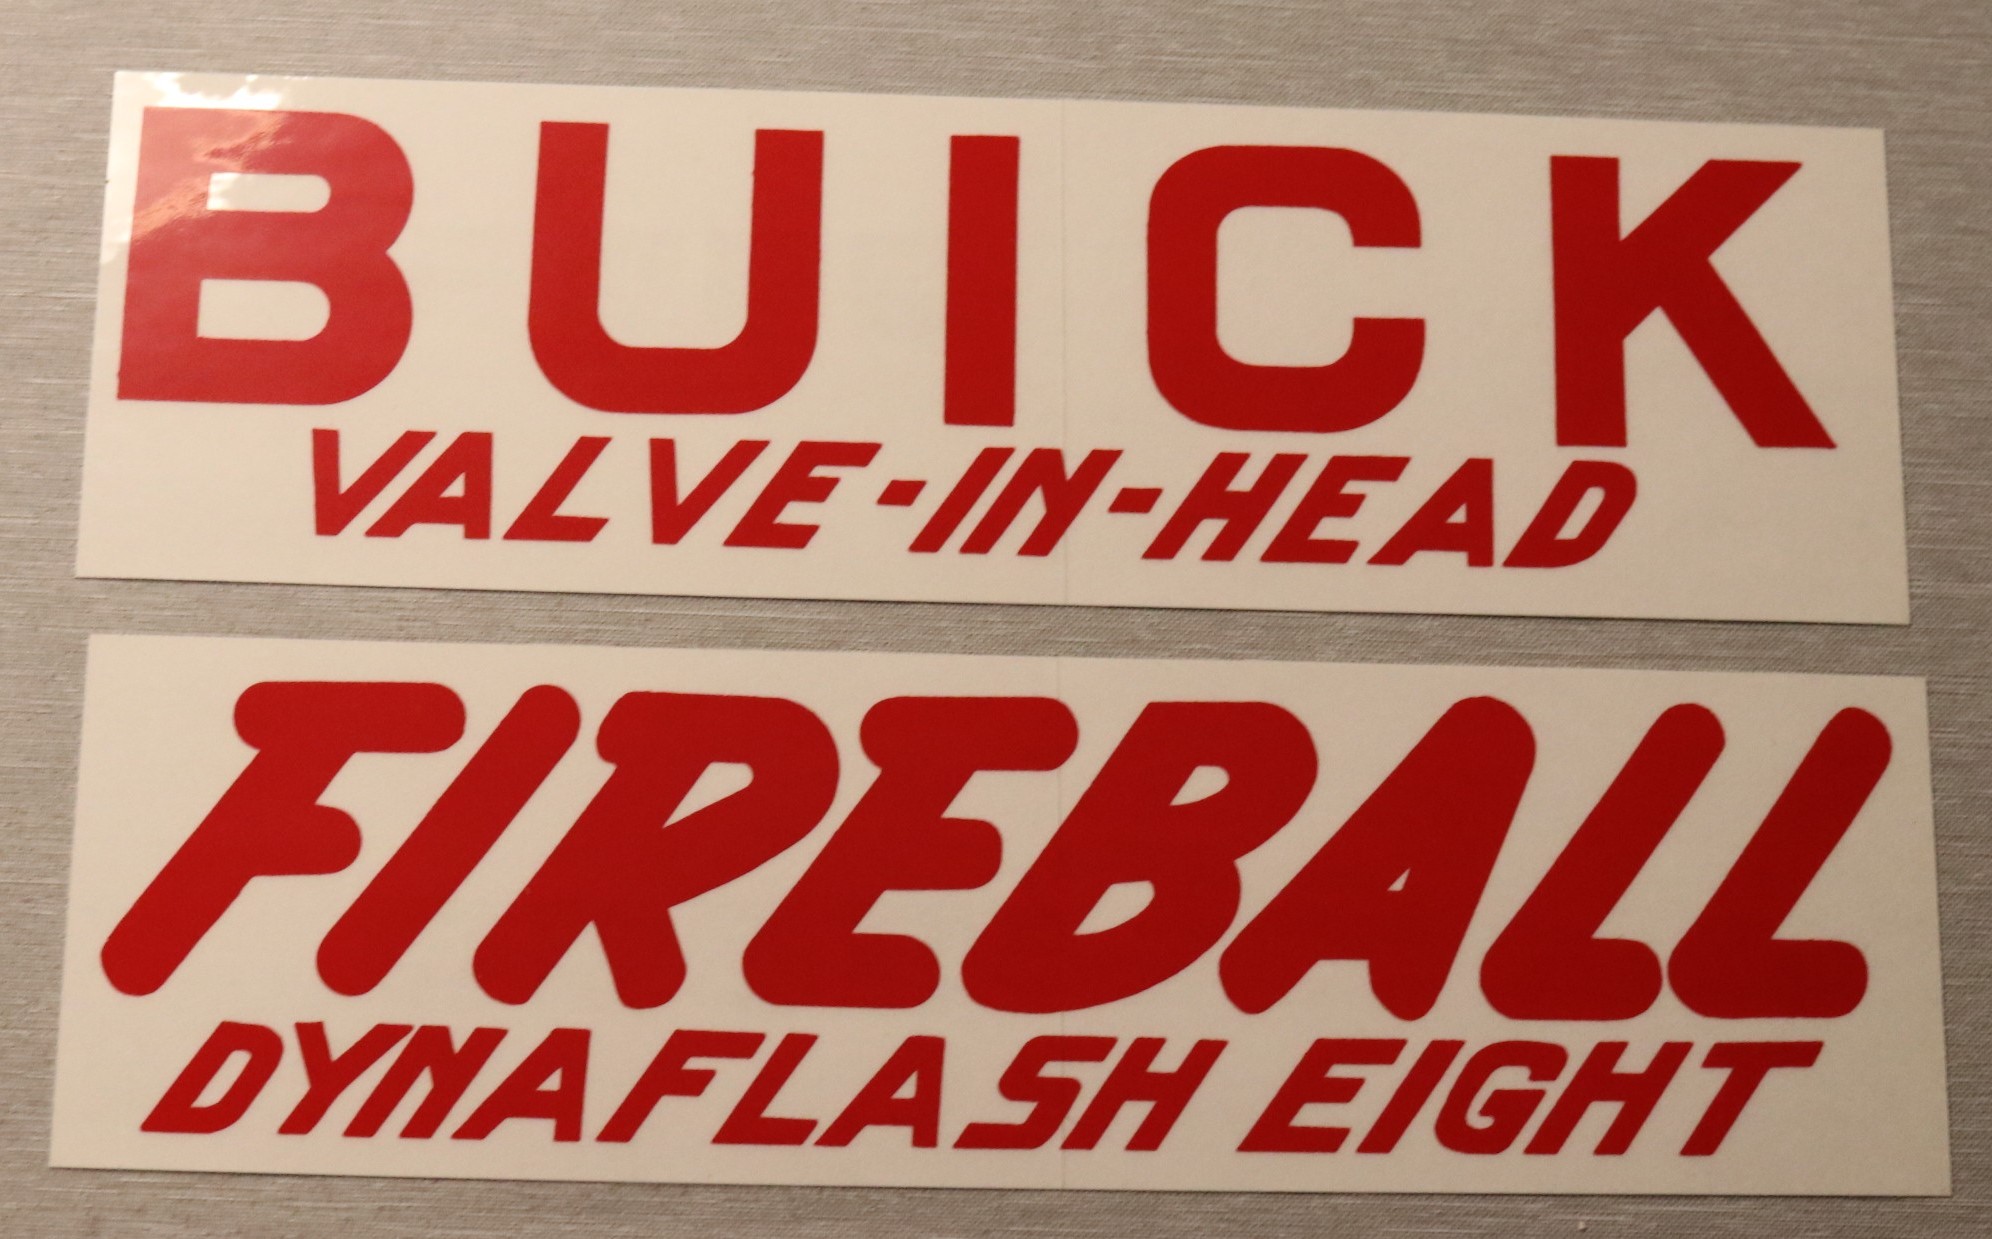 BUICK
VALVE-IN-HEAD
FIREBALL
DYNAFLASH EIGHT